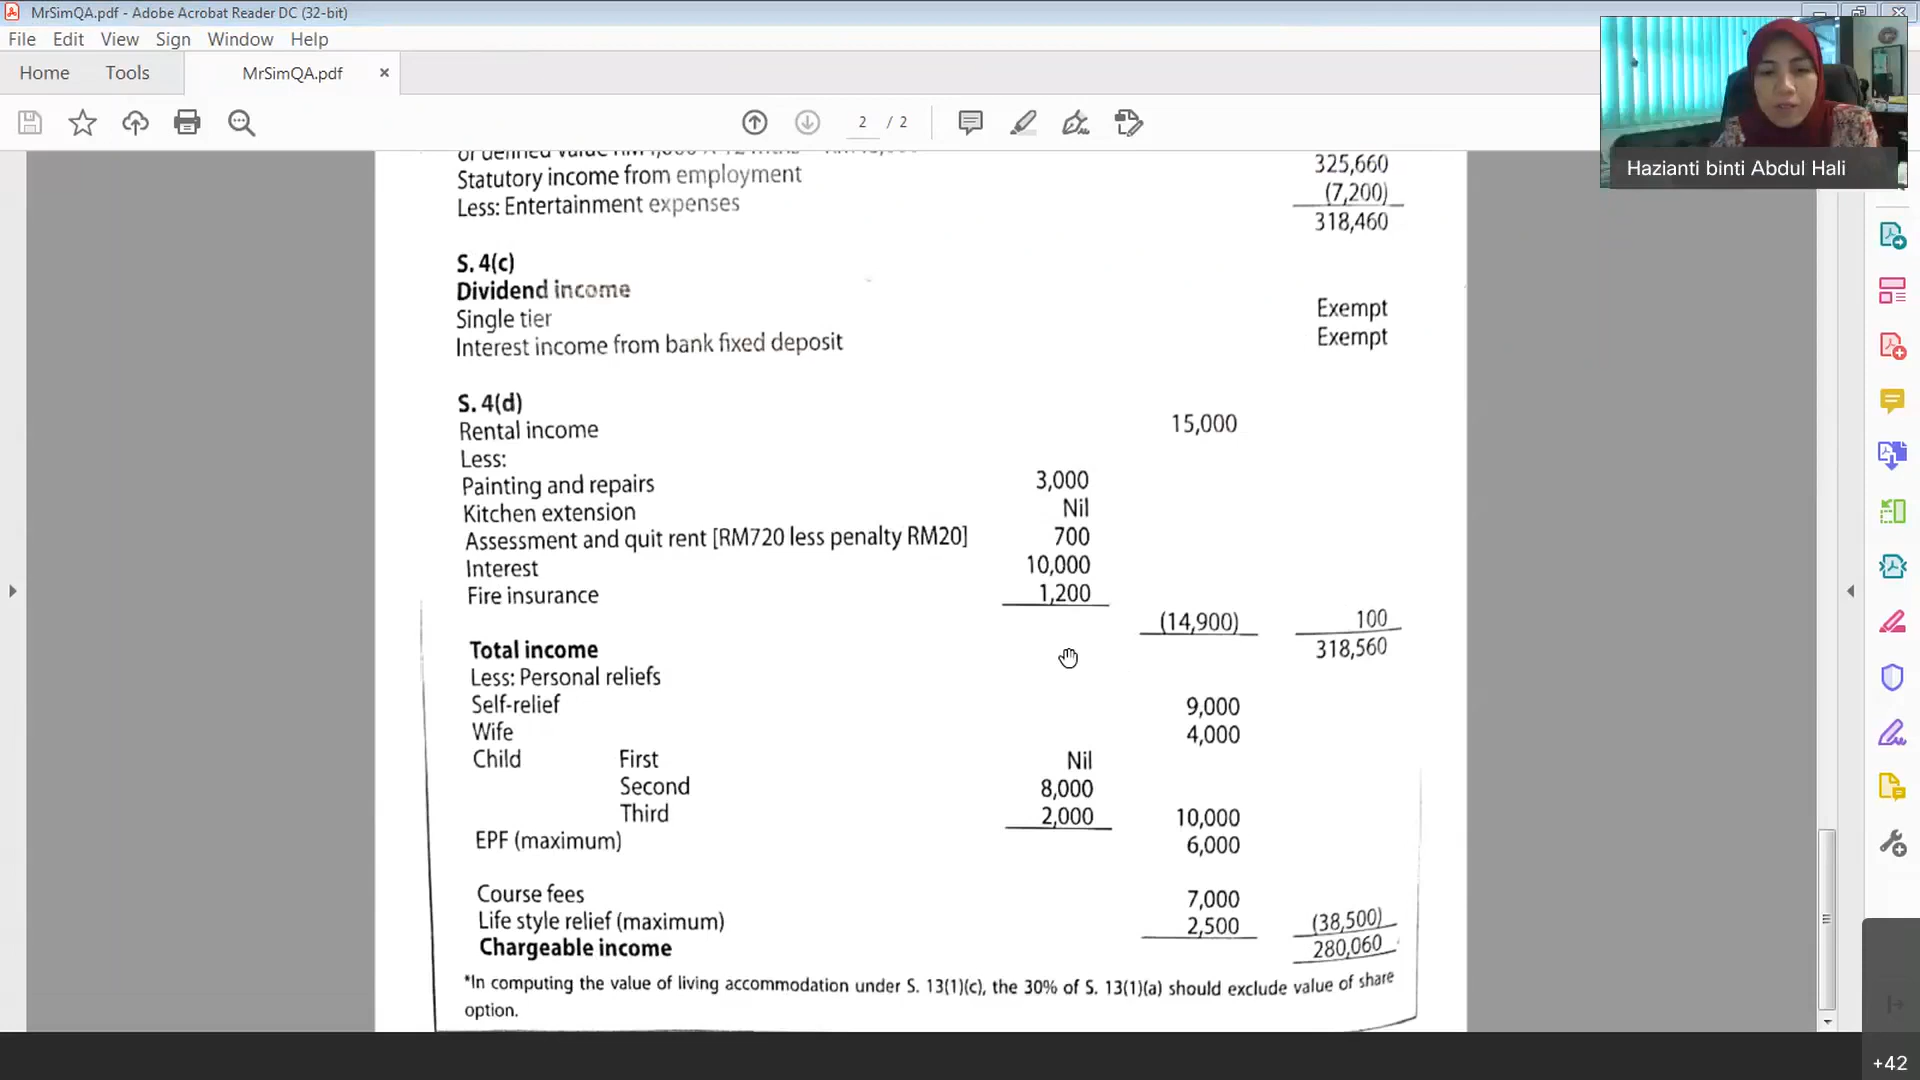 MrSimQA.pdf - Adobe Acrobat Reader DC (32-bit)
File Edit View Sign Window Help
Home Tools MrSimQA.pdf ×
2 / 2
Hazianti binti Abdul Hali
Statutory income from employment 325,660
Less: Entertainment expenses (7,200)
318,460
S. 4(c)
Dividend income
Single tier Exempt
Interest income from bank fixed deposit Exempt
S. 4(d)
Rental income 15,000
Less:
Painting and repairs 3,000
Kitchen extension Nil
Assessment and quit rent [RM720 less penalty RM20] 700
Interest 10,000
Fire insurance 1,200
(14,900) 100
Total income 318,560
Less: Personal reliefs
Self-relief 9,000
Wife 4,000
Child First Nil
Second 8,000
Third 2,000 10,000
EPF (maximum) 6,000
Course fees 7,000
Life style relief (maximum) 2,500 (38,500)
Chargeable income 280,060
*In computing the value of living accommodation under S. 13(1)(c), the 30% of S. 13(1)(a) should exclude value of share
option.
+42